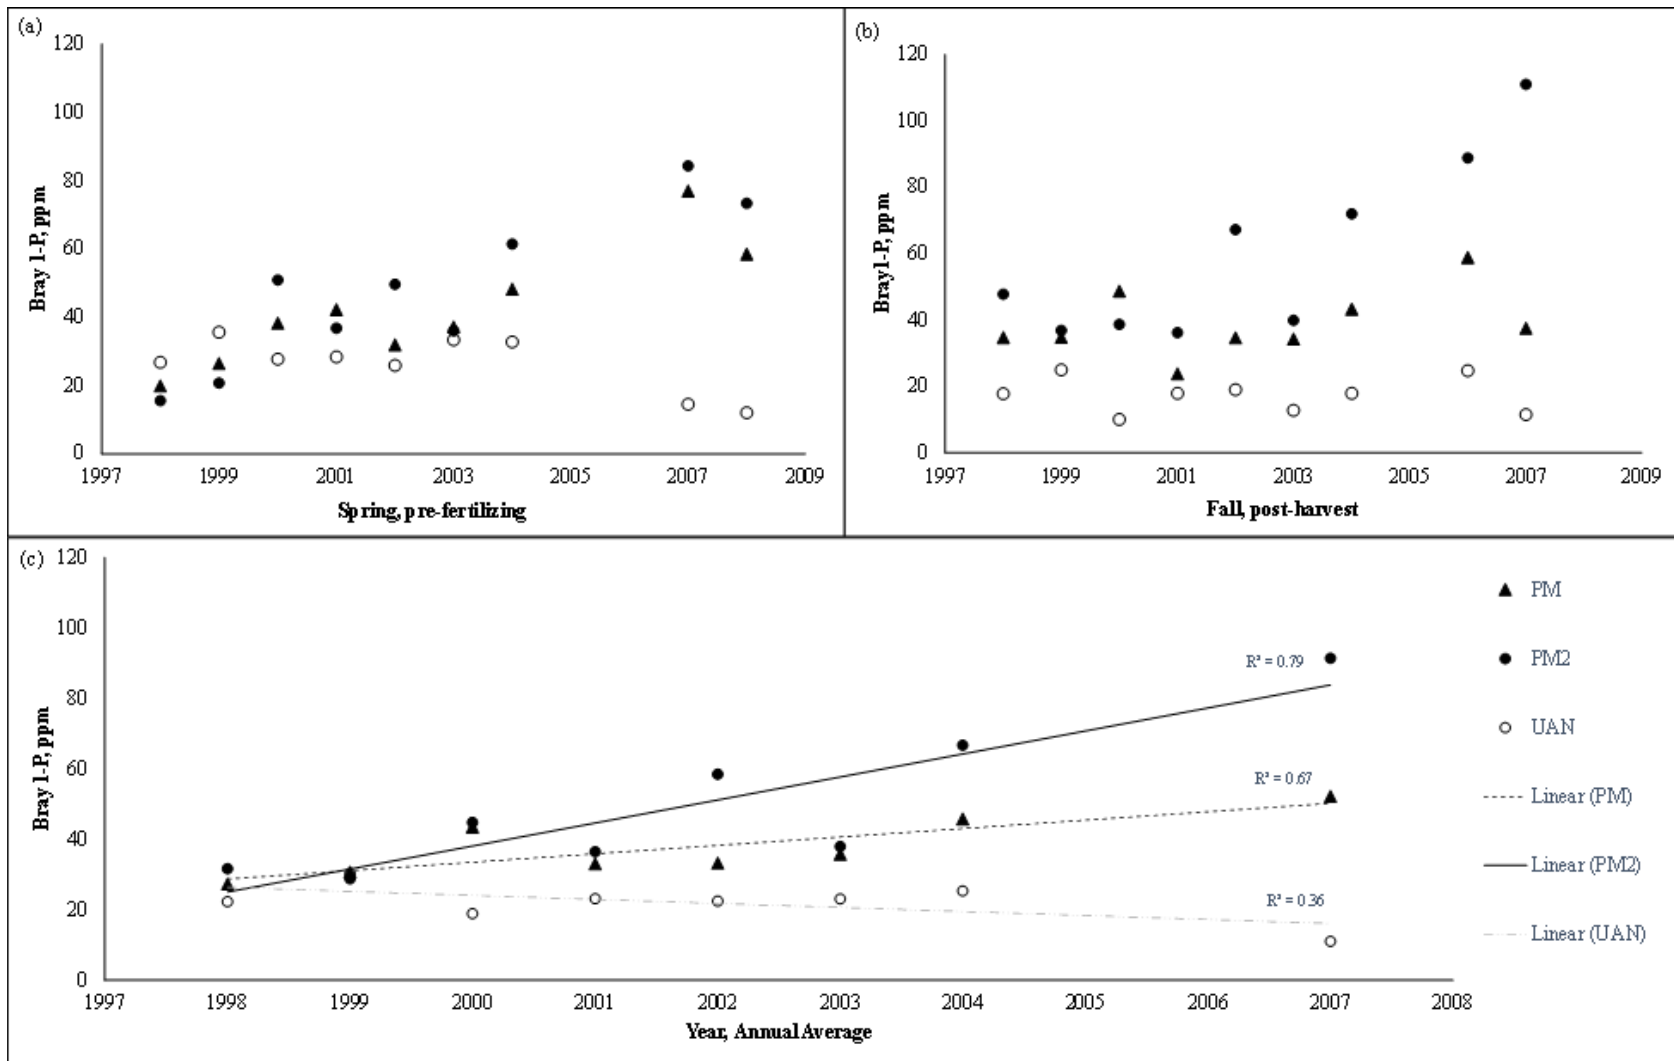 (a)
120
100
80
60
40
20
0
Bray 1-P, ppm
1997 1999 2001 2003 2005 2007 2009
Spring, pre-fertilizing
(b)
120
100
80
60
40
20
0
Bray1-P, ppm
1997 1999 2001 2003 2005 2007 2009
Fall, post-harvest
(c)
120
100
80
60
40
20
0
Bray 1-P, ppm
R² = 0.79
R² = 0.67
R² = 0.36
1997 1998 1999 2000 2001 2002 2003 2004 2005 2006 2007 2008
Year, Annual Average
PM
PM2
UAN
Linear (PM)
Linear (PM2)
Linear (UAN)